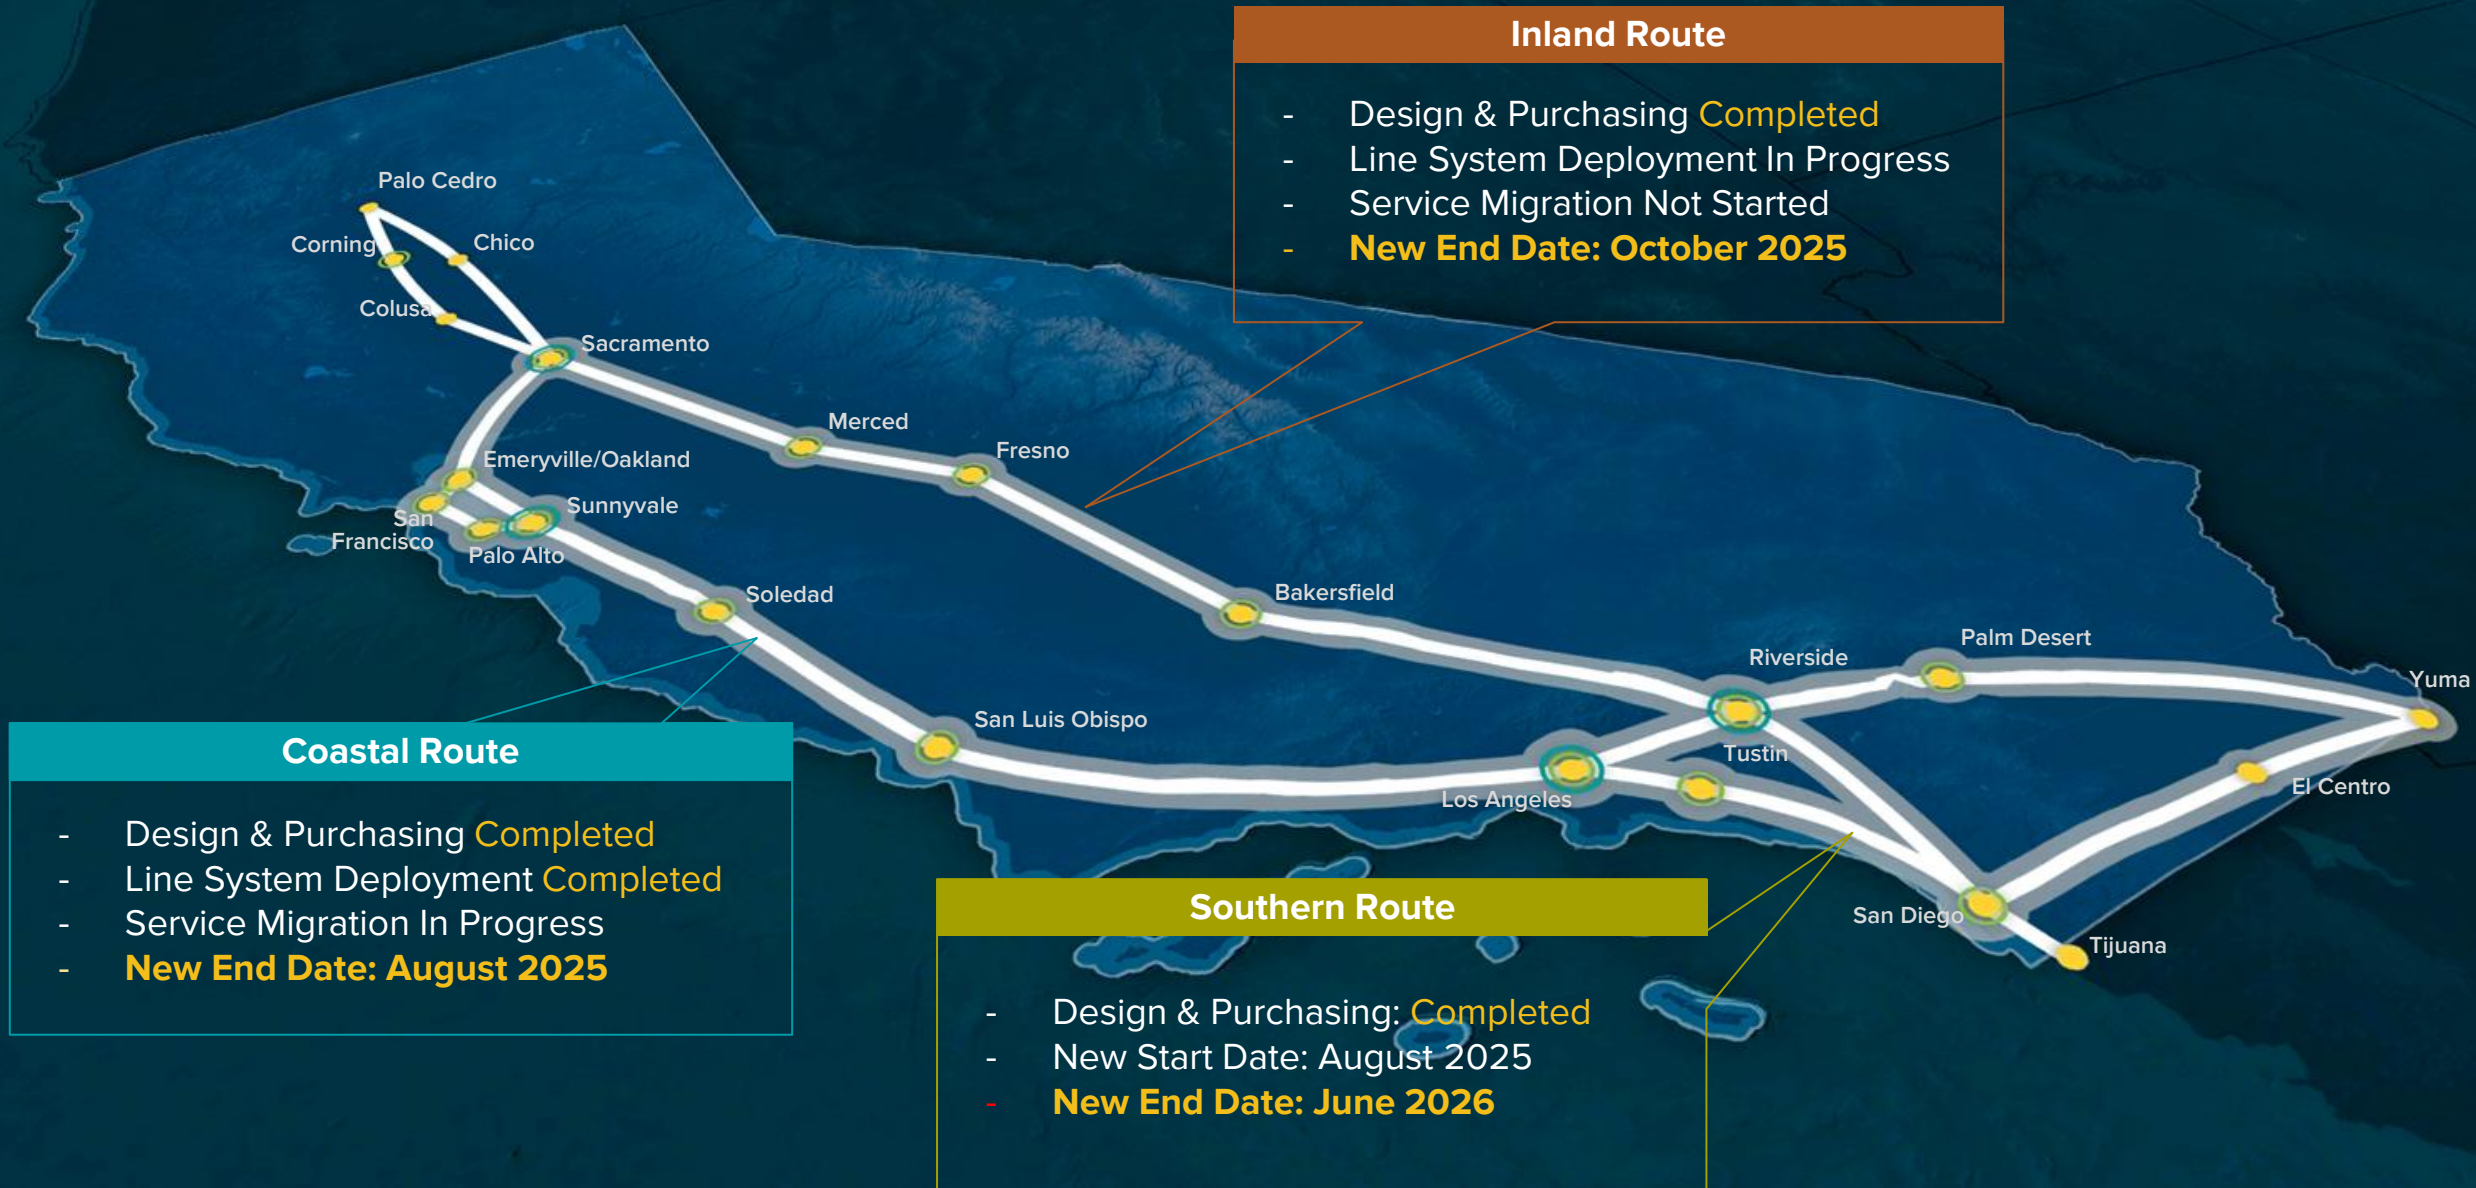 Inland Route
- Design & Purchasing Completed
- Line System Deployment In Progress
- Service Migration Not Started
- New End Date: October 2025
Palo Cedro
Corning
Chico
Colusa
Sacramento
Merced
Fresno
Emeryville/Oakland
Sunnyvale
San
Francisco
Palo Alto
Soledad
Bakersfield
Palm Desert
Riverside
Yuma
San Luis Obispo
Tustin
Los Angeles
El Centro
San Diego
Tijuana
Coastal Route
- Design & Purchasing Completed
- Line System Deployment Completed
- Service Migration In Progress
- New End Date: August 2025
Southern Route
- Design & Purchasing: Completed
- New Start Date: August 2025
- New End Date: June 2026